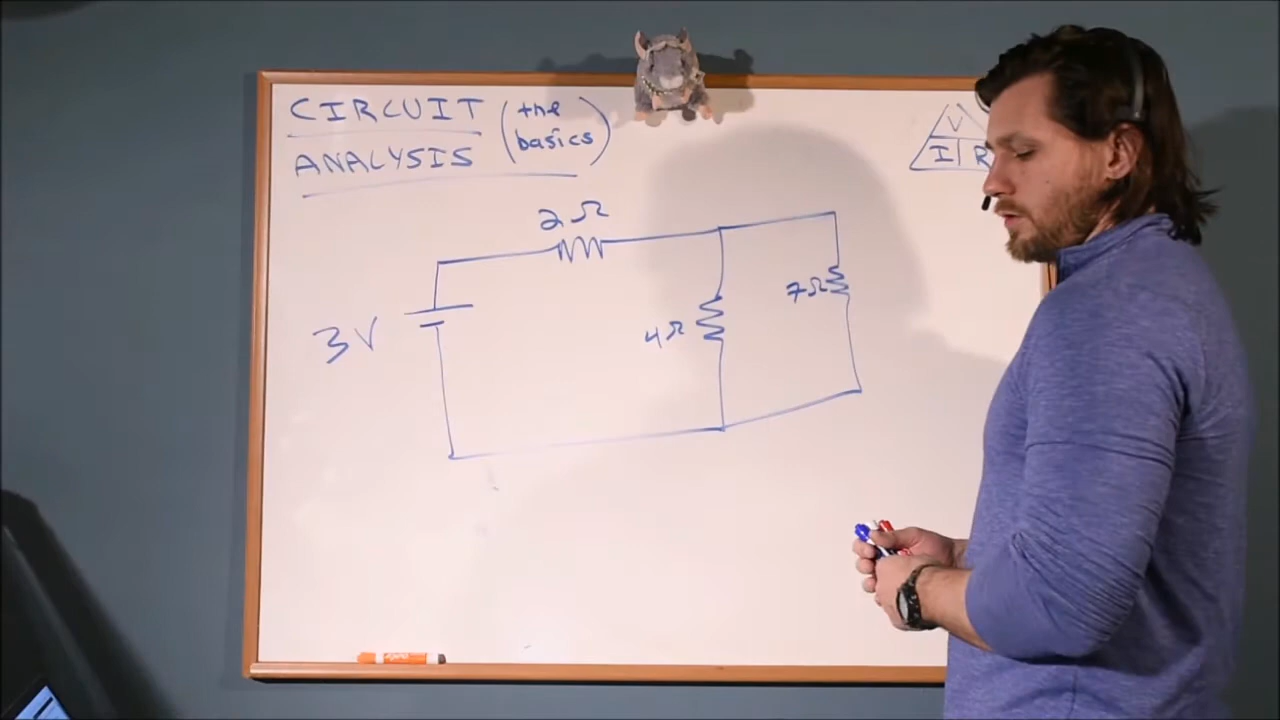 CIRCUIT (the
ANALYSIS basics)
V
I R
2Ω
3V
4Ω
7Ω